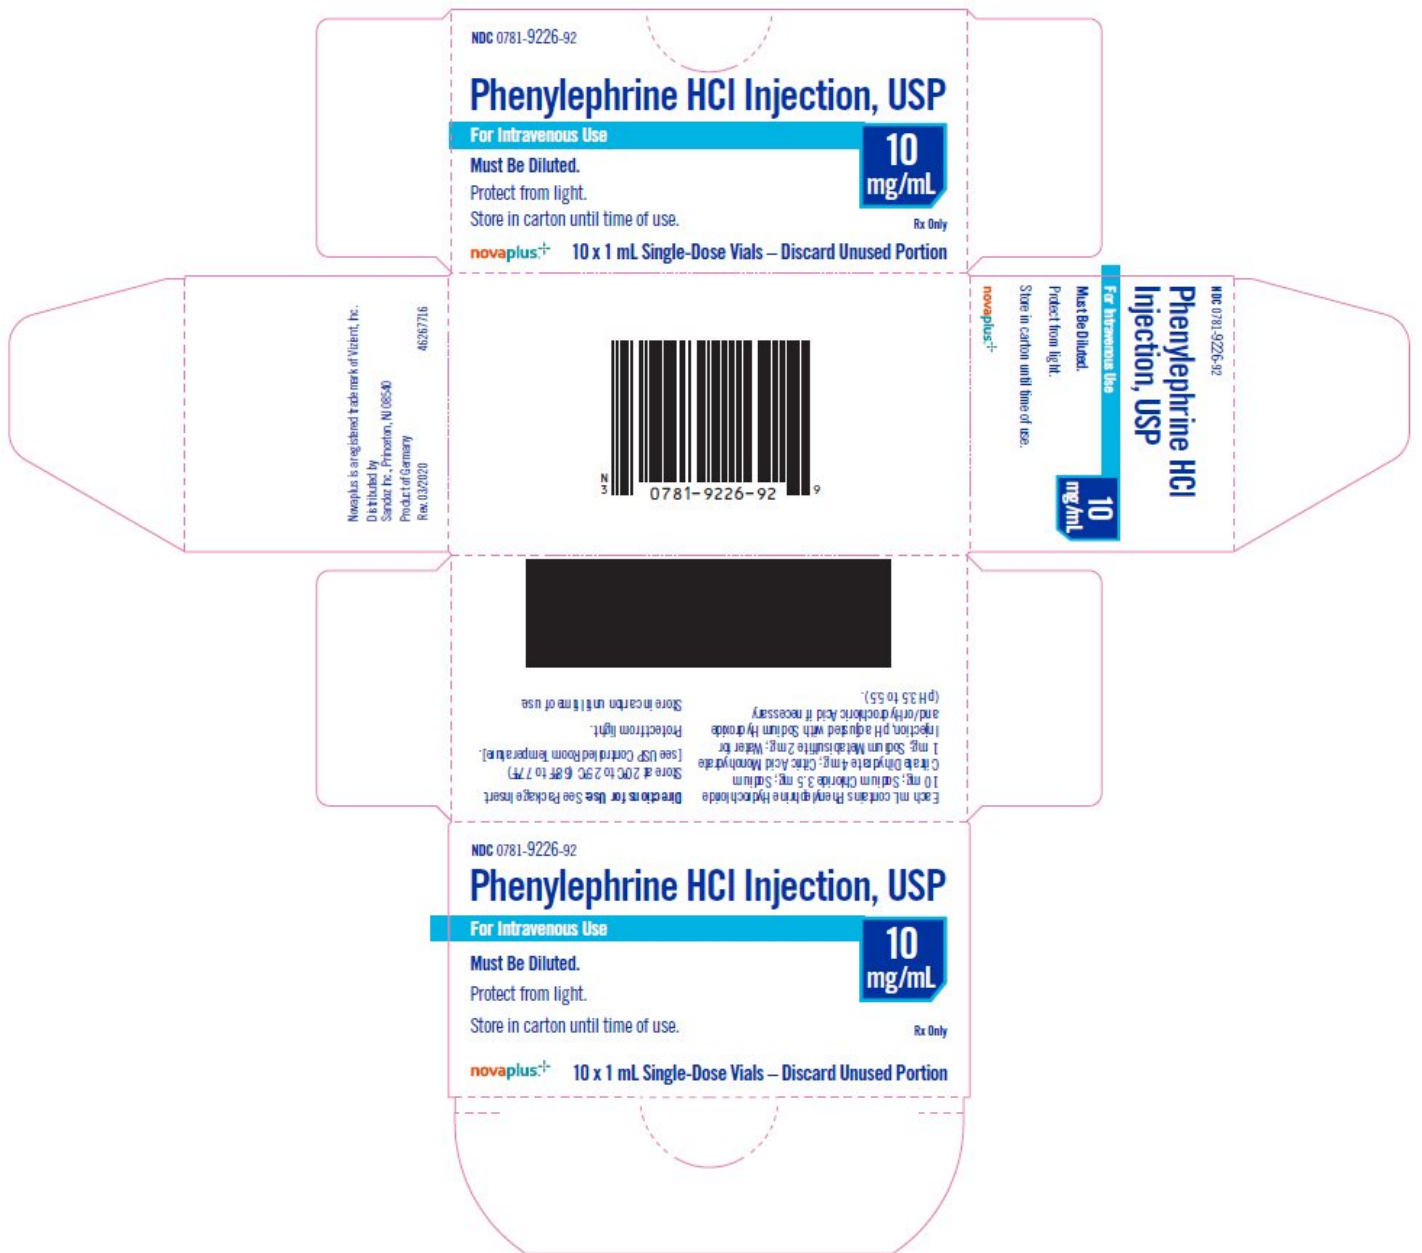 NDC 0781-9226-92
Phenylephrine HCl Injection, USP
For Intravenous Use
10
mg/mL
Must Be Diluted.
Protect from light.
Store in carton until time of use.
Rx Only
novaplus
10 x 1 mL Single-Dose Vials – Discard Unused Portion
Novaplus is a registered trademark of Vizient, Inc.
Distributed by
Sandoz Inc., Princeton, NJ 08540
Product of Germany
Rev. 03/2020 46267716
N
3
0781-9226-92
9
NDC 0781-9226-92
Phenylephrine HCl
Injection, USP
For Intravenous Use
10
mg/mL
Must Be Diluted.
Protect from light.
Store in carton until time of use.
novaplus
Each mL contains Phenylephrine Hydrochloride
10 mg; Sodium Chloride 3.5 mg; Sodium
Citrate Dihydrate 4 mg; Citric Acid Monohydrate
1 mg; Sodium Metabisulfite 2 mg; Water for
Injection, pH adjusted with Sodium Hydroxide
and/or Hydrochloric Acid if necessary
(pH 3.5 to 5.5).
Directions for Use: See Package Insert.
Store at 20°C to 25°C (68°F to 77°F)
[see USP Controlled Room Temperature].
Protect from light.
Store in carton until time of use
NDC 0781-9226-92
Phenylephrine HCl Injection, USP
For Intravenous Use
10
mg/mL
Must Be Diluted.
Protect from light.
Store in carton until time of use.
Rx Only
novaplus
10 x 1 mL Single-Dose Vials – Discard Unused Portion